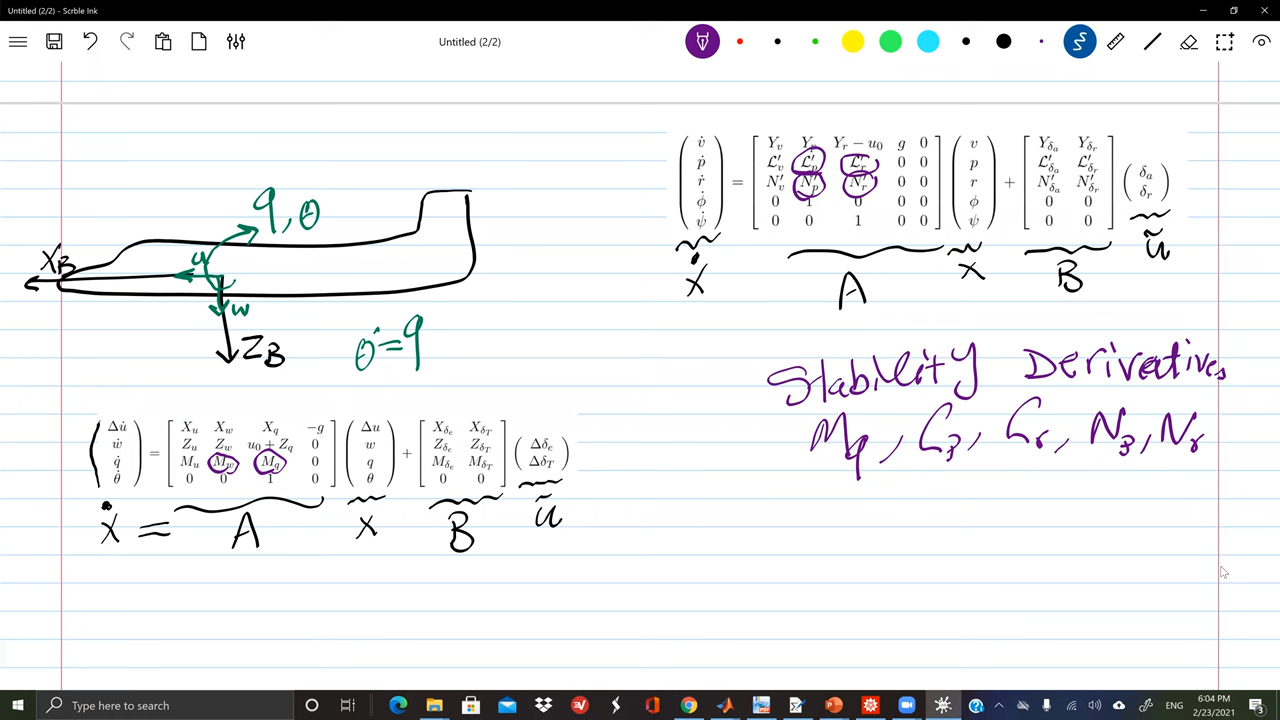 Untitled (2/2) - Scrble Ink
Untitled (2/2)
q, θ
X_B
u
w
Z_B
θ̇ = q
v̇ Y_v Y_p Y_r − u_0 g 0 v Y_δa Y_δr
ṗ ℒ′_v ℒ′_p ℒ′_r 0 0 p ℒ′_δa ℒ′_δr δ_a
ṙ = N′_v N′_p N′_r 0 0 r + N′_δa N′_δr δ_r
φ̇ 0 1 0 0 0 φ 0 0
ψ̇ 0 0 1 0 0 ψ 0 0
ẋ A x B ũ
Stability Derivatives
M_q, ℒ_p, ℒ_r, N_p, N_r
Δu̇ X_u X_w X_q −g Δu X_δe X_δT
ẇ = Z_u Z_w u_0 + Z_q 0 w + Z_δe Z_δT Δδ_e
q̇ M_u M_w M_q 0 q M_δe M_δT Δδ_T
θ̇ 0 0 1 0 θ 0 0
ẋ = A x B ũ
Type here to search
ENG
6:04 PM
2/23/2021
3